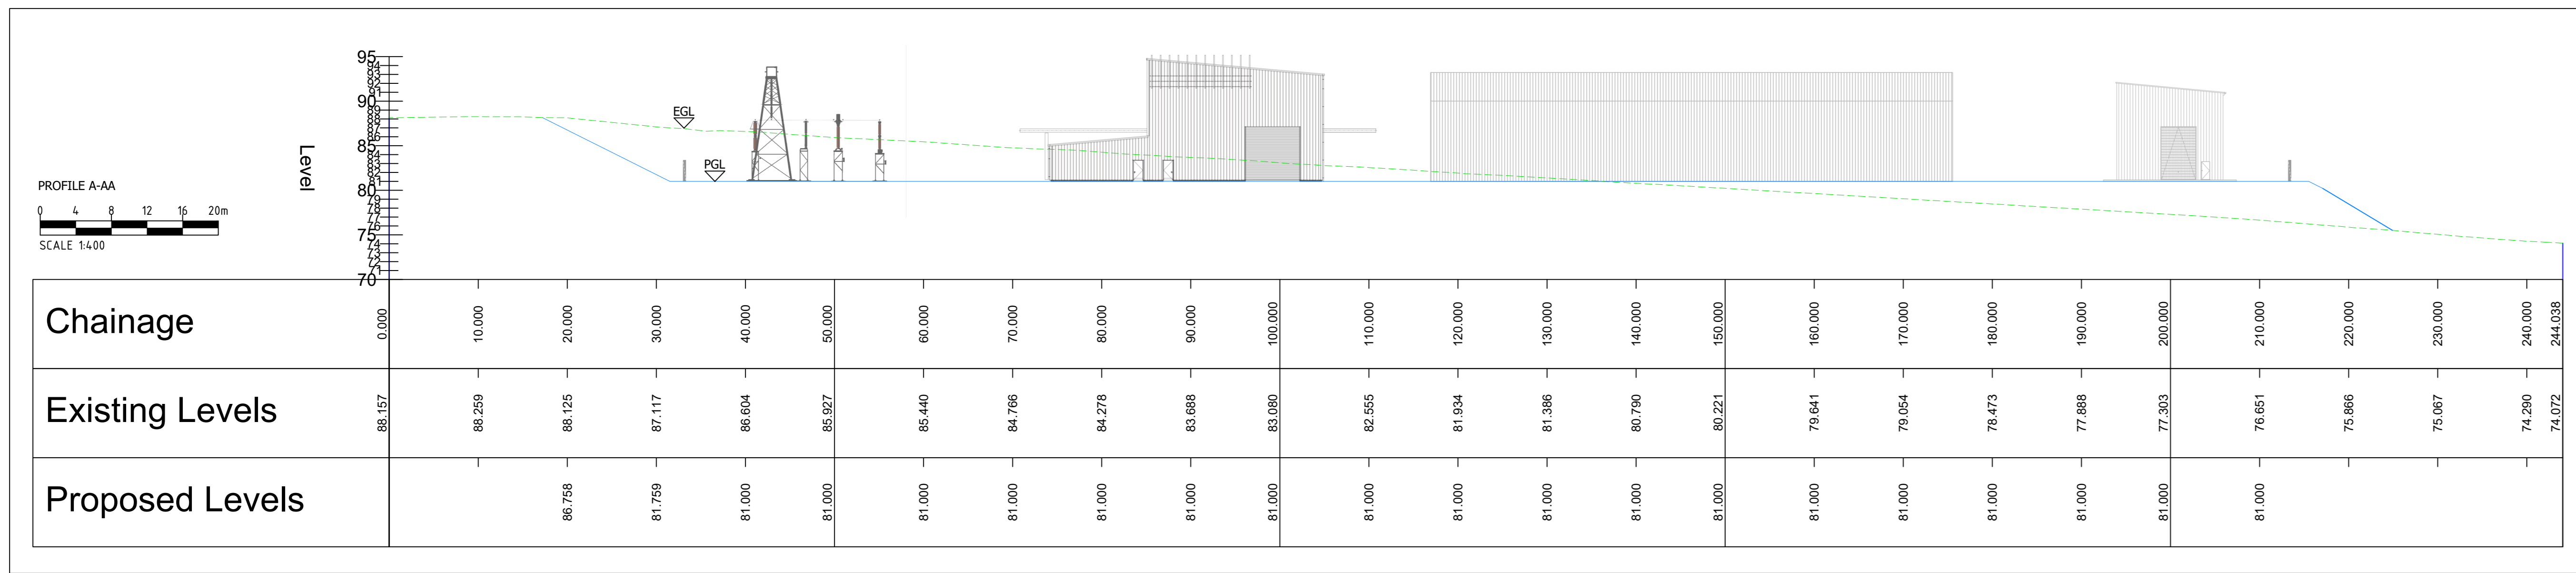 95
94
93
92
91
90
89
88
87
86
85
84
83
82
81
80
79
78
77
76
75
74
73
72
71
70
Level
EGL
PGL
PROFILE A-AA
0 4 8 12 16 20m
SCALE 1:400
Chainage 0.000 10.000 20.000 30.000 40.000 50.000 60.000 70.000 80.000 90.000 100.000 110.000 120.000 130.000 140.000 150.000 160.000 170.000 180.000 190.000 200.000 210.000 220.000 230.000 240.000 244.038
Existing Levels 88.157 88.259 88.125 87.117 86.604 85.927 85.440 84.766 84.278 83.688 83.080 82.555 81.934 81.386 80.790 80.221 79.641 79.054 78.473 77.888 77.303 76.651 75.866 75.067 74.290 74.072
Proposed Levels 86.758 81.759 81.000 81.000 81.000 81.000 81.000 81.000 81.000 81.000 81.000 81.000 81.000 81.000 81.000 81.000 81.000 81.000 81.000 81.000